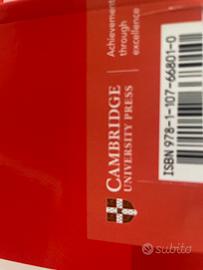 Achievement
through
excellence
CAMBRIDGE
UNIVERSITY PRESS
ISBN 978-1-107-66801-0
subito